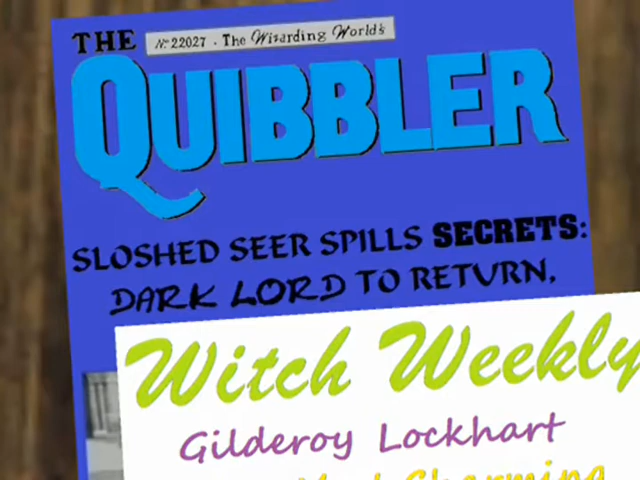 THE
№ 22027 · The Wizarding World's
QUIBBLER
SLOSHED SEER SPILLS SECRETS:
DARK LORD TO RETURN,
Witch Weekly
Gilderoy Lockhart
Charming